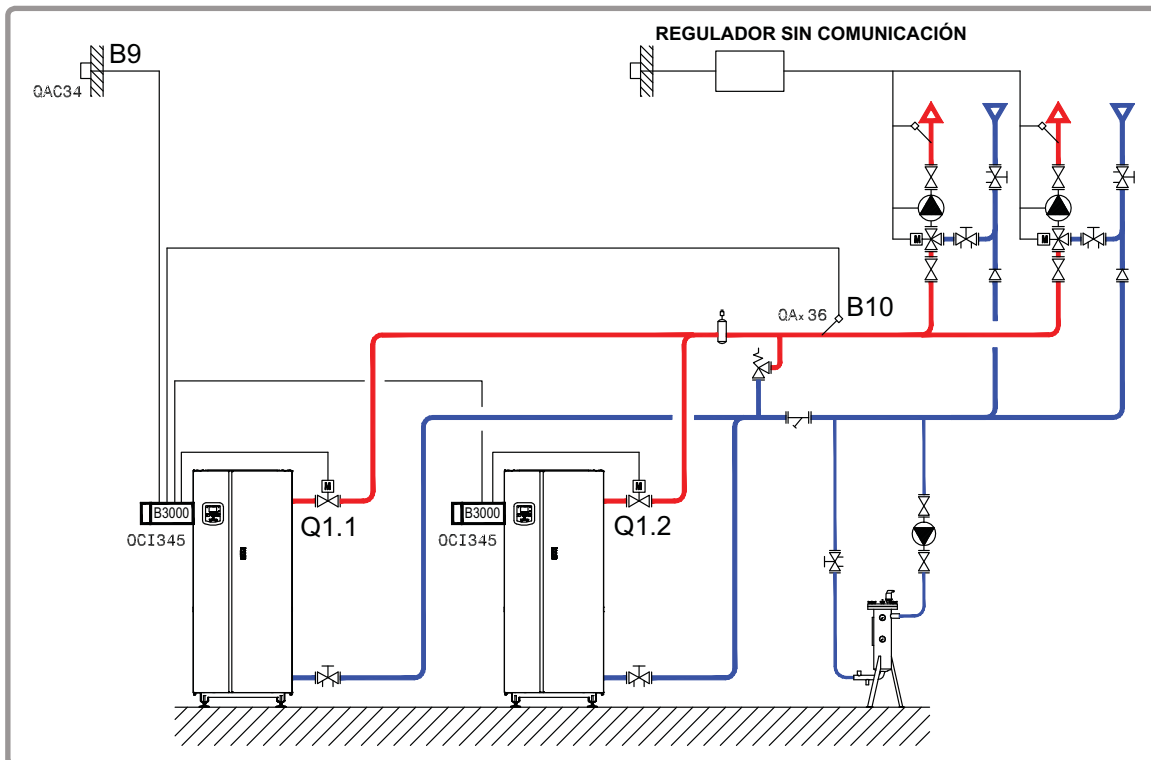 REGULADOR SIN COMUNICACIÓN
B9
QAC34
M
M
QAx 36
B10
M
M
B3000
OCI345
Q1.1
B3000
OCI345
Q1.2